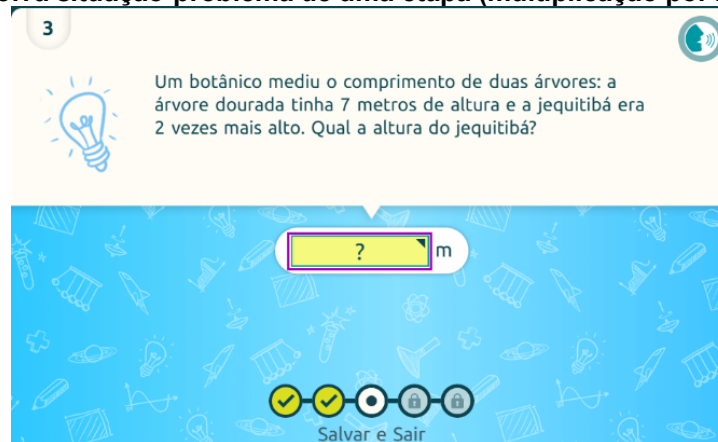 3
Um botânico mediu o comprimento de duas árvores: a
árvore dourada tinha 7 metros de altura e a jequitibá era
2 vezes mais alto. Qual a altura do jequitibá?
? m
Salvar e Sair